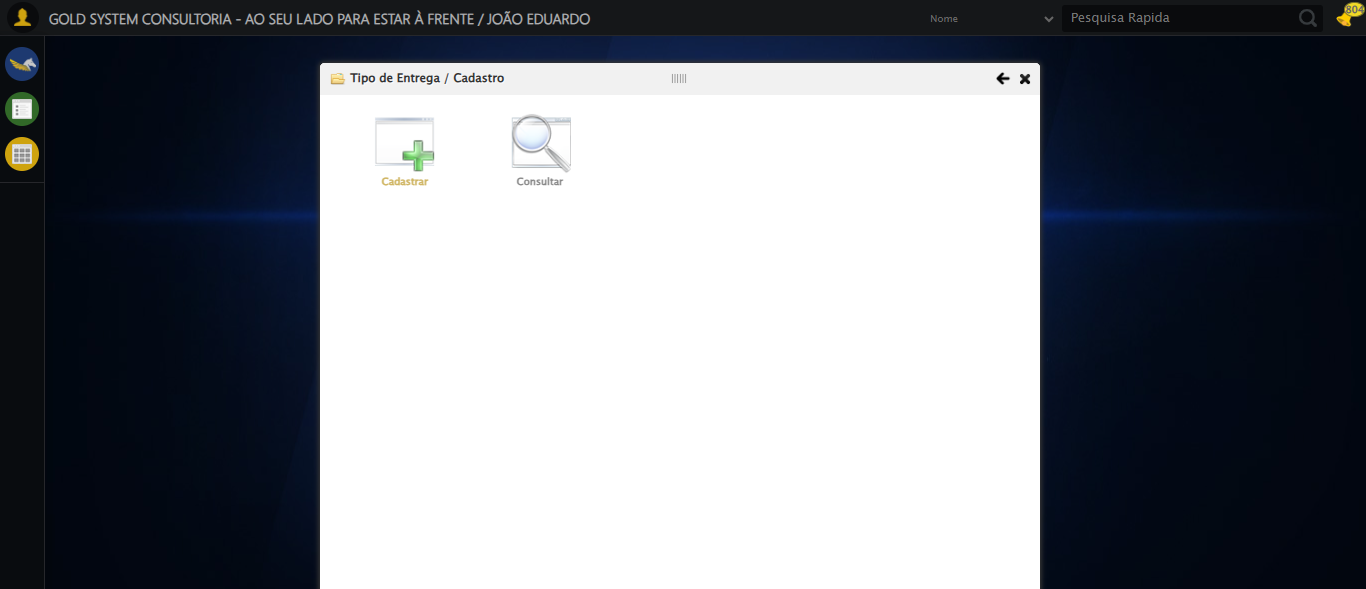 GOLD SYSTEM CONSULTORIA - AO SEU LADO PARA ESTAR À FRENTE / JOÃO EDUARDO
Nome
Pesquisa Rapida
804
Tipo de Entrega / Cadastro
Cadastrar
Consultar